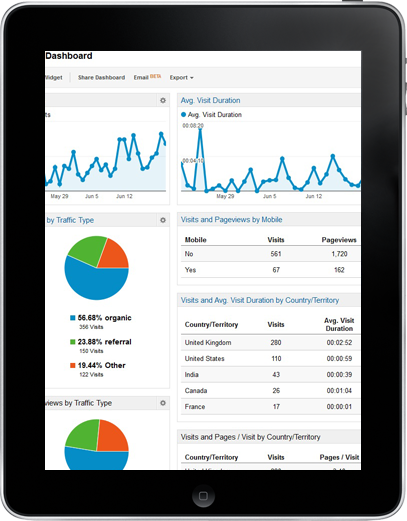 Dashboard
Widget Share Dashboard Email BETA Export
ts
May 29 Jun 5 Jun 12
Avg. Visit Duration
Avg. Visit Duration
00:08:20
00:04:10
May 29 Jun 5 Jun 12
by Traffic Type
56.68% organic
356 Visits
23.88% referral
150 Visits
19.44% Other
122 Visits
views by Traffic Type
Visits and Pageviews by Mobile
Mobile Visits Pageviews
No 561 1,720
Yes 67 162
Visits and Avg. Visit Duration by Country/Territory
Country/Territory Visits Avg. Visit
Duration
United Kingdom 280 00:02:52
United States 110 00:00:59
India 43 00:00:39
Canada 26 00:01:04
France 17 00:00:01
Visits and Pages / Visit by Country/Territory
Country/Territory Visits Pages / Visit